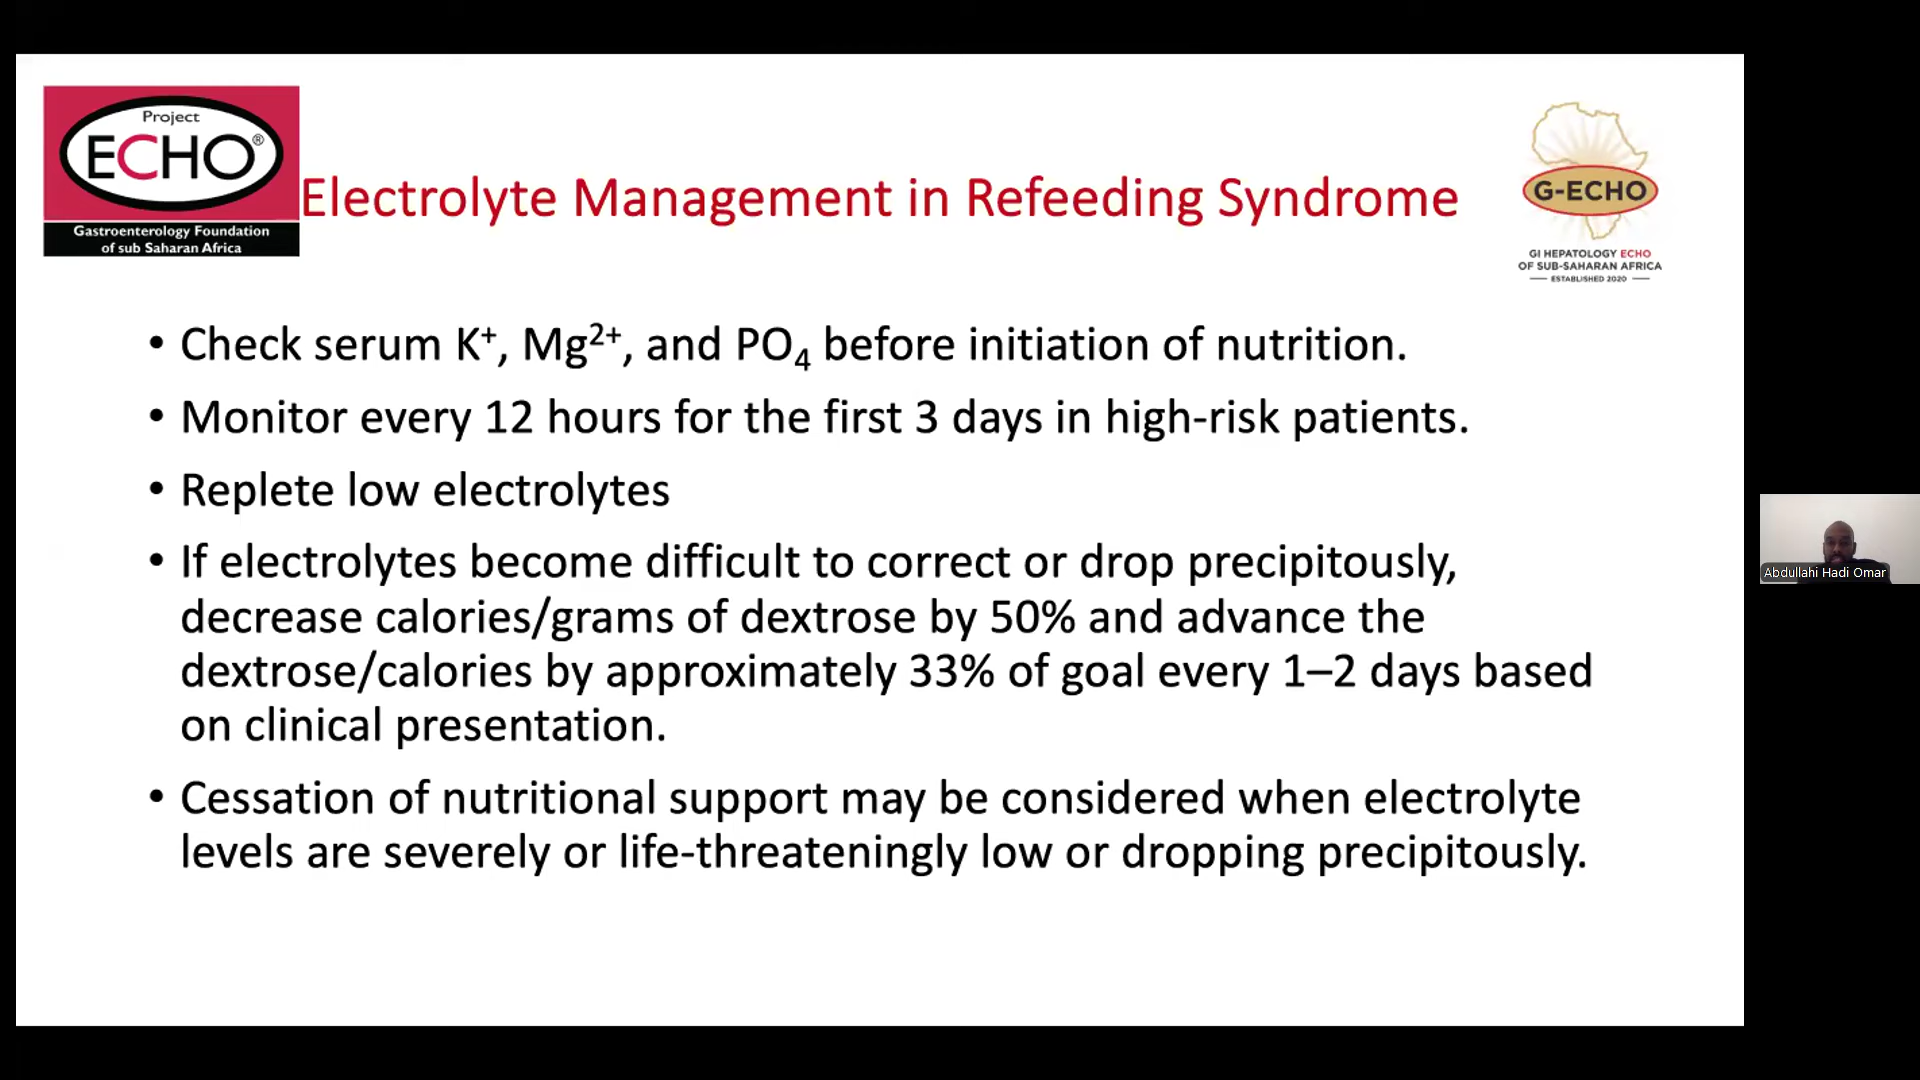 Project
ECHO®
Gastroenterology Foundation
of sub Saharan Africa
Electrolyte Management in Refeeding Syndrome
G-ECHO
GI HEPATOLOGY ECHO
OF SUB-SAHARAN AFRICA
ESTABLISHED 2020
• Check serum K⁺, Mg²⁺, and PO₄ before initiation of nutrition.
• Monitor every 12 hours for the first 3 days in high-risk patients.
• Replete low electrolytes
• If electrolytes become difficult to correct or drop precipitously,
decrease calories/grams of dextrose by 50% and advance the
dextrose/calories by approximately 33% of goal every 1–2 days based
on clinical presentation.
• Cessation of nutritional support may be considered when electrolyte
levels are severely or life-threateningly low or dropping precipitously.
Abdullahi Hadi Omar